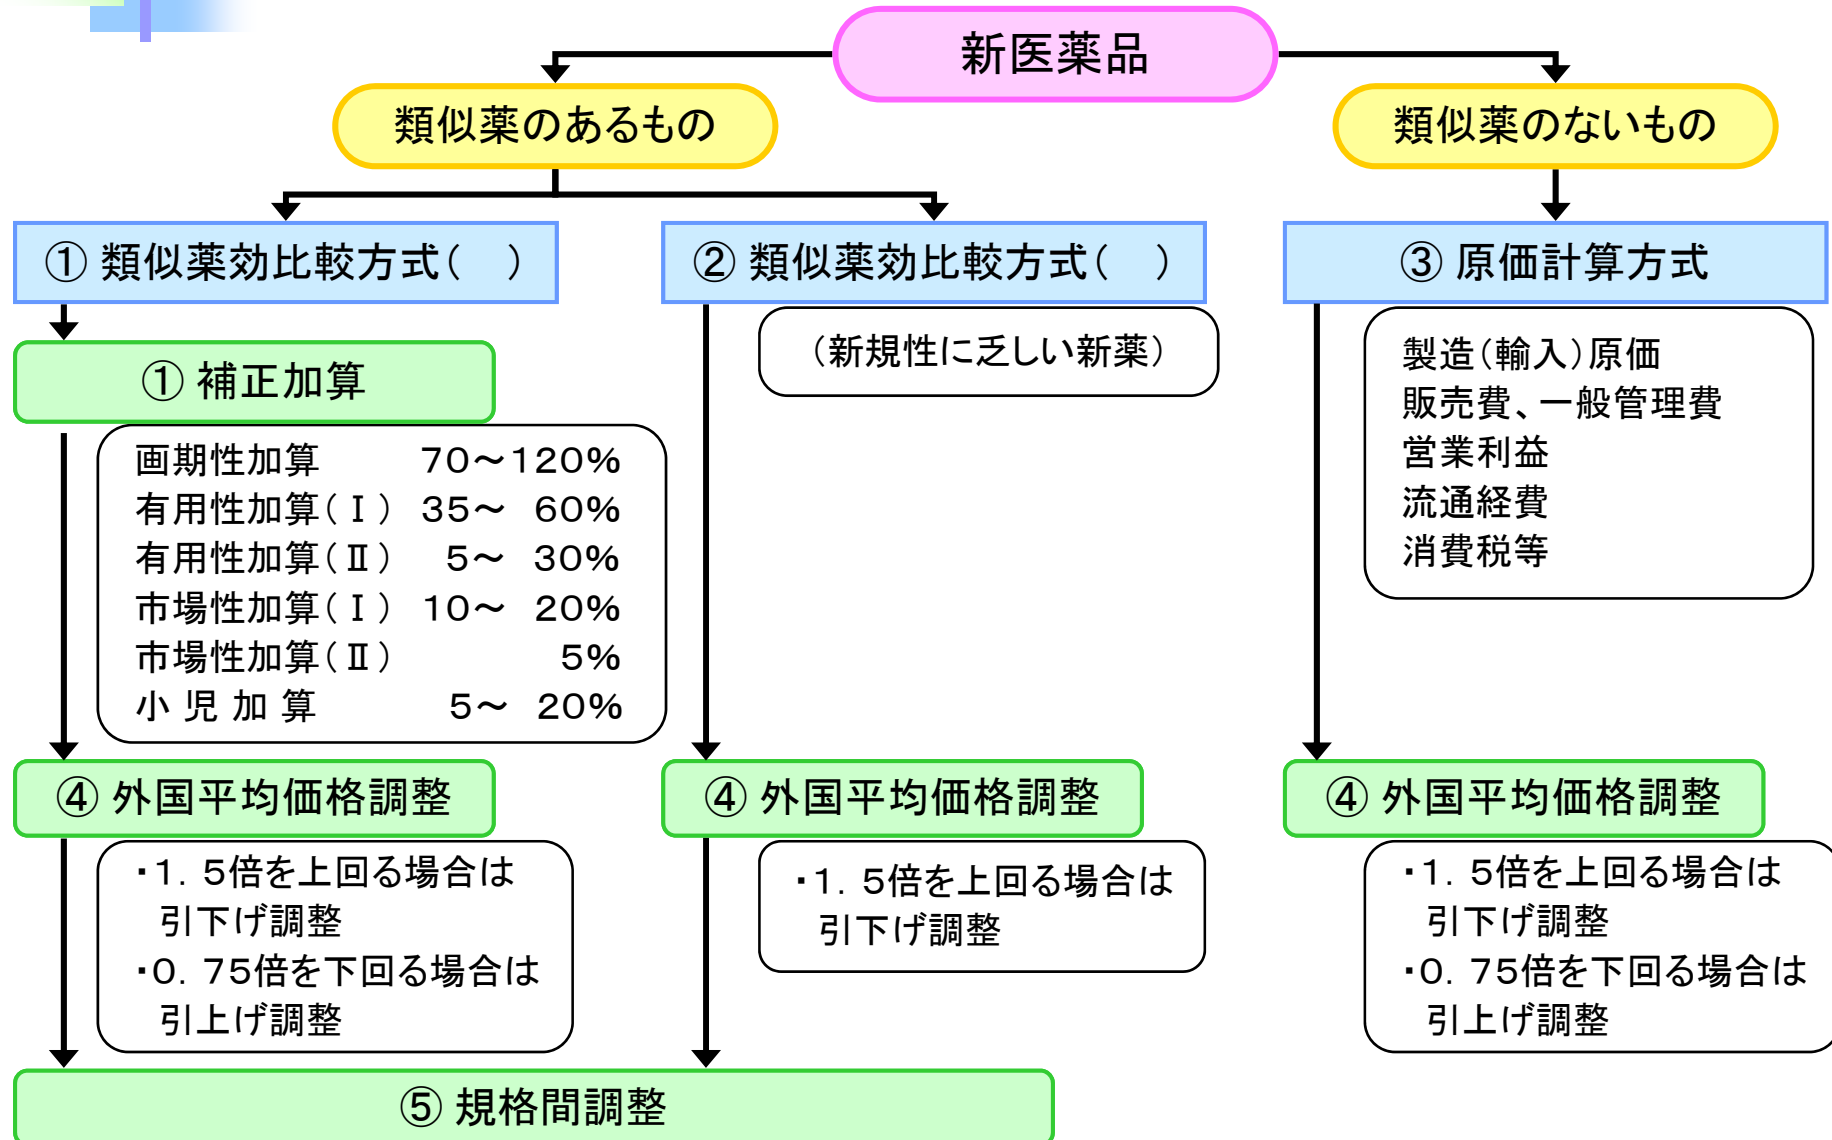 新医薬品
類似薬のあるもの
類似薬のないもの
① 類似薬効比較方式(　)
② 類似薬効比較方式(　)
③ 原価計算方式
① 補正加算
画期性加算　70～120%
有用性加算(Ⅰ)　35～　60%
有用性加算(Ⅱ)　5～　30%
市場性加算(Ⅰ)　10～　20%
市場性加算(Ⅱ)　5%
小 児 加 算　5～　20%
(新規性に乏しい新薬)
製造(輸入)原価
販売費、一般管理費
営業利益
流通経費
消費税等
④ 外国平均価格調整
・1．5倍を上回る場合は
引下げ調整
・0．75倍を下回る場合は
引上げ調整
④ 外国平均価格調整
・1．5倍を上回る場合は
引下げ調整
④ 外国平均価格調整
・1．5倍を上回る場合は
引下げ調整
・0．75倍を下回る場合は
引上げ調整
⑤ 規格間調整